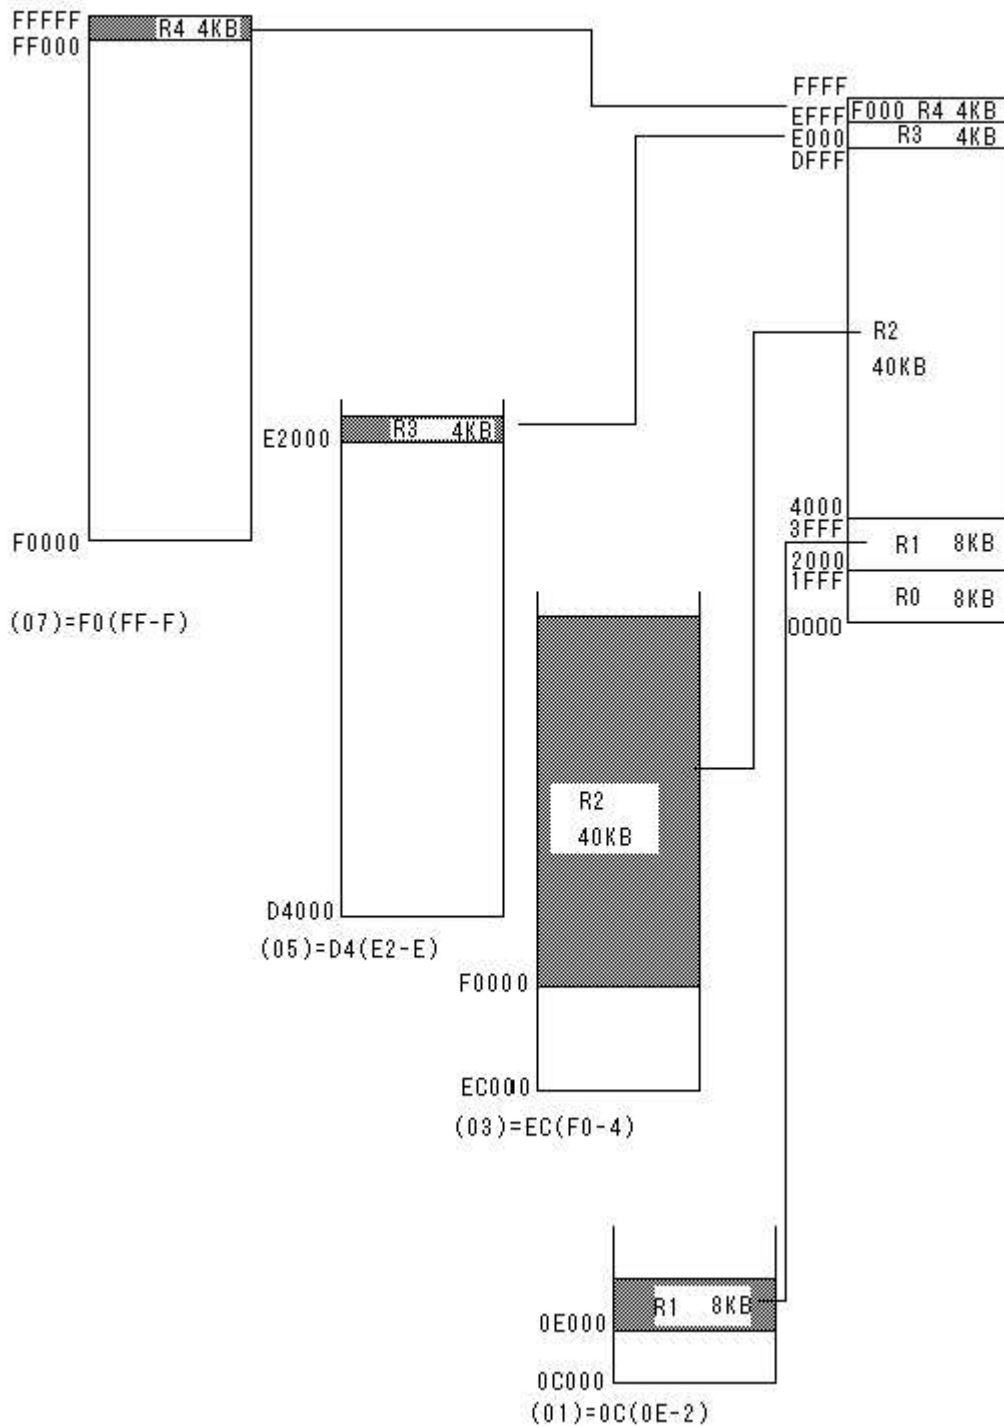 FFFFF
FF000
R4 4KB
FFFF
EFFF
F000 R4 4KB
E000
R3 4KB
DFFF
R2
40KB
E2000
R3 4KB
F0000
4000
3FFF
R1 8KB
2000
1FFF
R0 8KB
0000
(07)=F0(FF-F)
R2
40KB
D4000
(05)=D4(E2-E)
F0000
EC000
(03)=EC(F0-4)
R1 8KB
0E000
0C000
(01)=0C(0E-2)